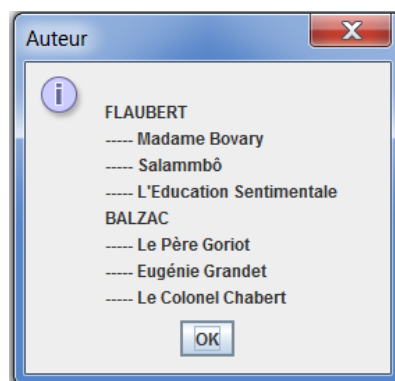 Auteur
FLAUBERT
----- Madame Bovary
----- Salammbô
----- L'Education Sentimentale
BALZAC
----- Le Père Goriot
----- Eugénie Grandet
----- Le Colonel Chabert
OK